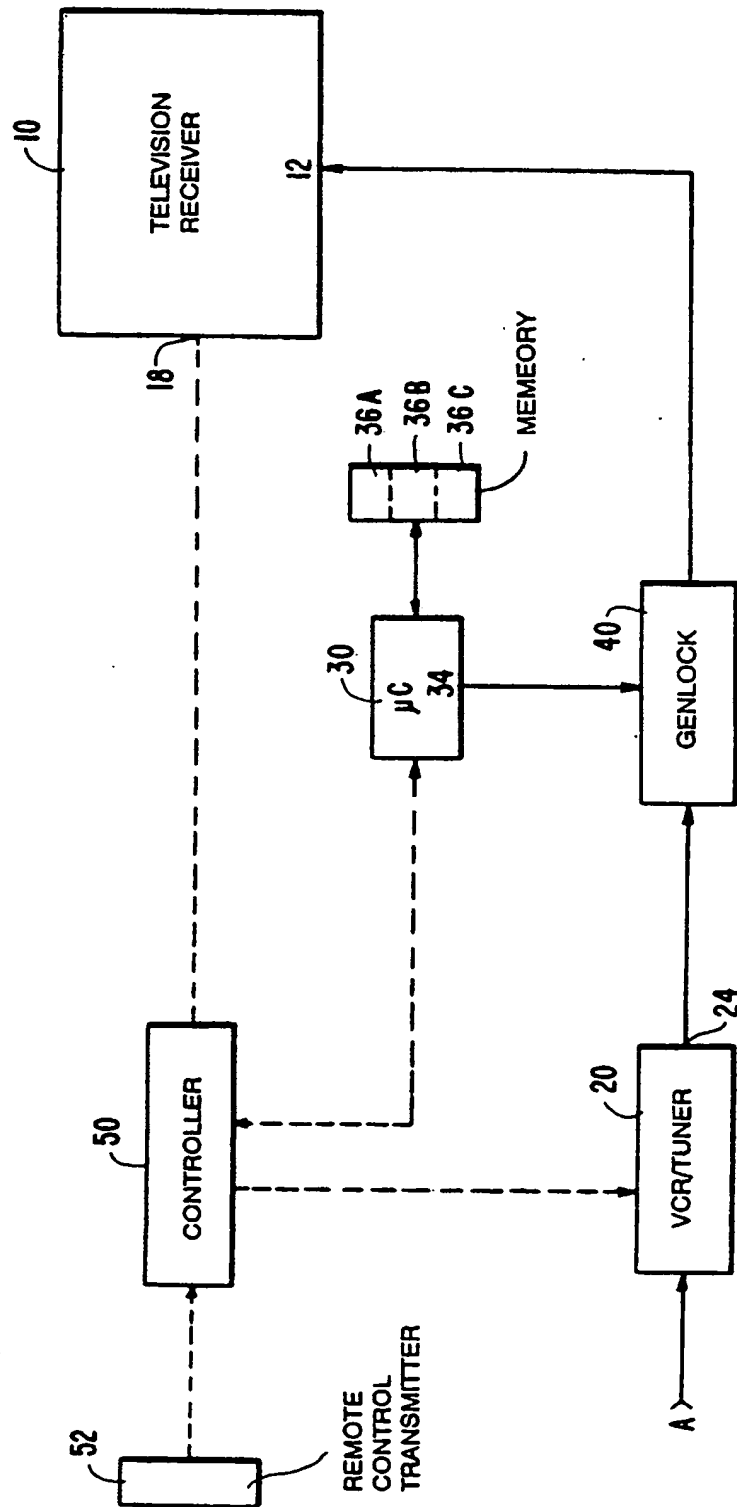 10
TELEVISION
RECEIVER
12
18
36A
36B
36C
MEMEORY
30
µC
34
40
GENLOCK
50
CONTROLLER
20
VCR/TUNER
24
52
REMOTE
CONTROL
TRANSMITTER
A